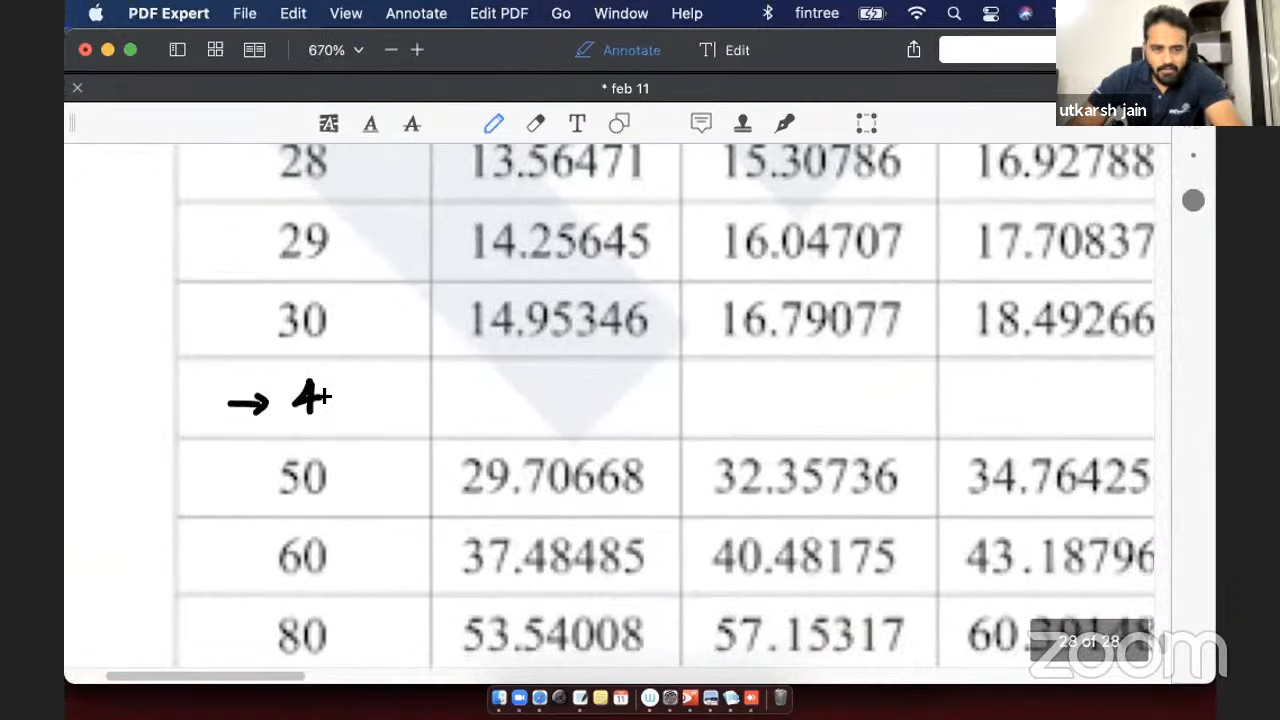 PDF Expert File Edit View Annotate Edit PDF Go Window Help fintree
670% Annotate T Edit
utkarsh jain
* feb 11
28 13.56471 15.30786 16.92788
29 14.25645 16.04707 17.70837
30 14.95346 16.79077 18.49266
→ 4
50 29.70668 32.35736 34.76425
60 37.48485 40.48175 43.18796
80 53.54008 57.15317 60.39148
28 of 28
zoom